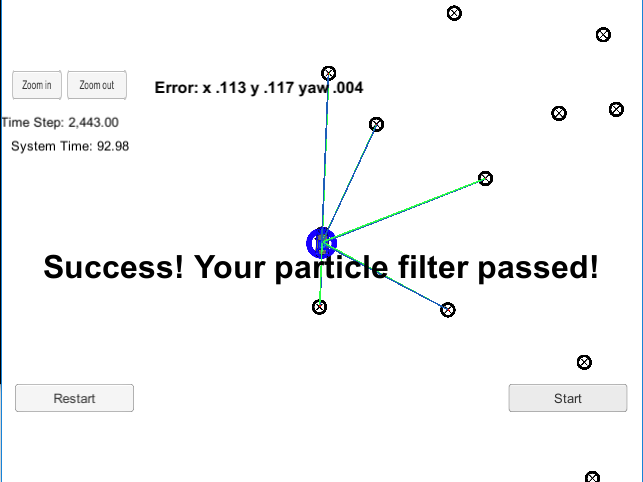 Zoom in
Zoom out
Error: x .113 y .117 yaw .004
Time Step: 2,443.00
System Time: 92.98
Success! Your particle filter passed!
Restart
Start